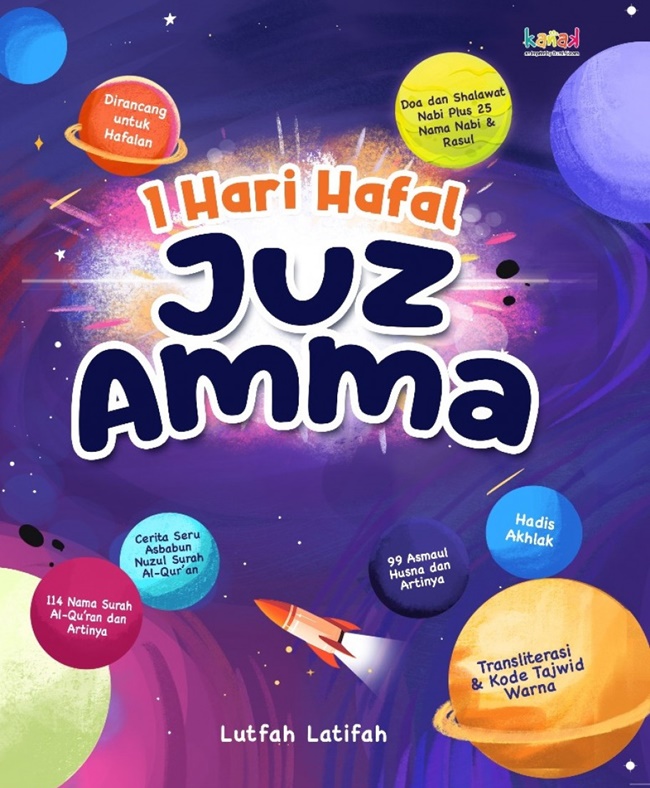 kanak
Dirancang
untuk
Hafalan
Doa dan Shalawat
Nabi Plus 25
Nama Nabi &
Rasul
1 Hari Hafal
Juz
Amma
Cerita Seru
Asbabun
Nuzul Surah
Al-Qur'an
99 Asmaul
Husna dan
Artinya
Hadis
Akhlak
114 Nama Surah
Al-Qu'ran dan
Artinya
Transliterasi
& Kode Tajwid
Warna
Lutfah Latifah